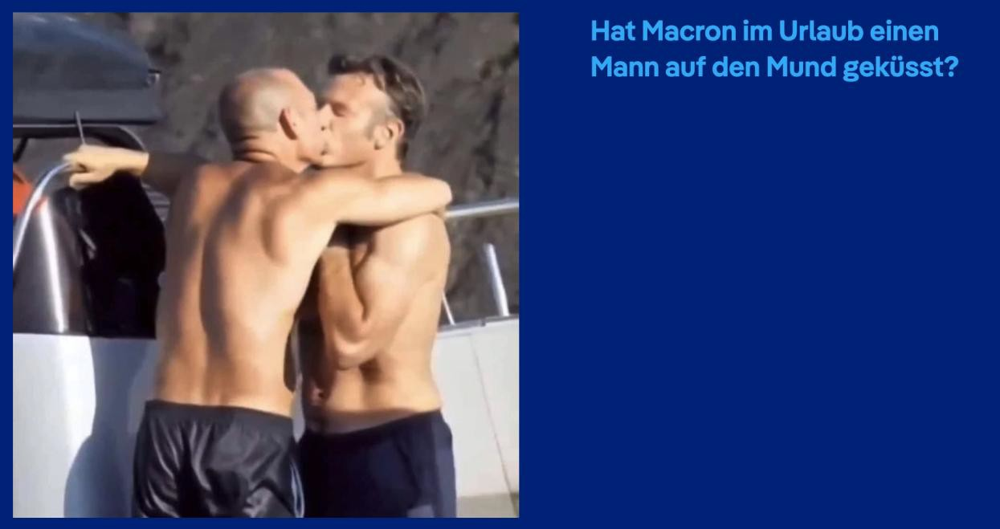 Hat Macron im Urlaub einen
Mann auf den Mund geküsst?